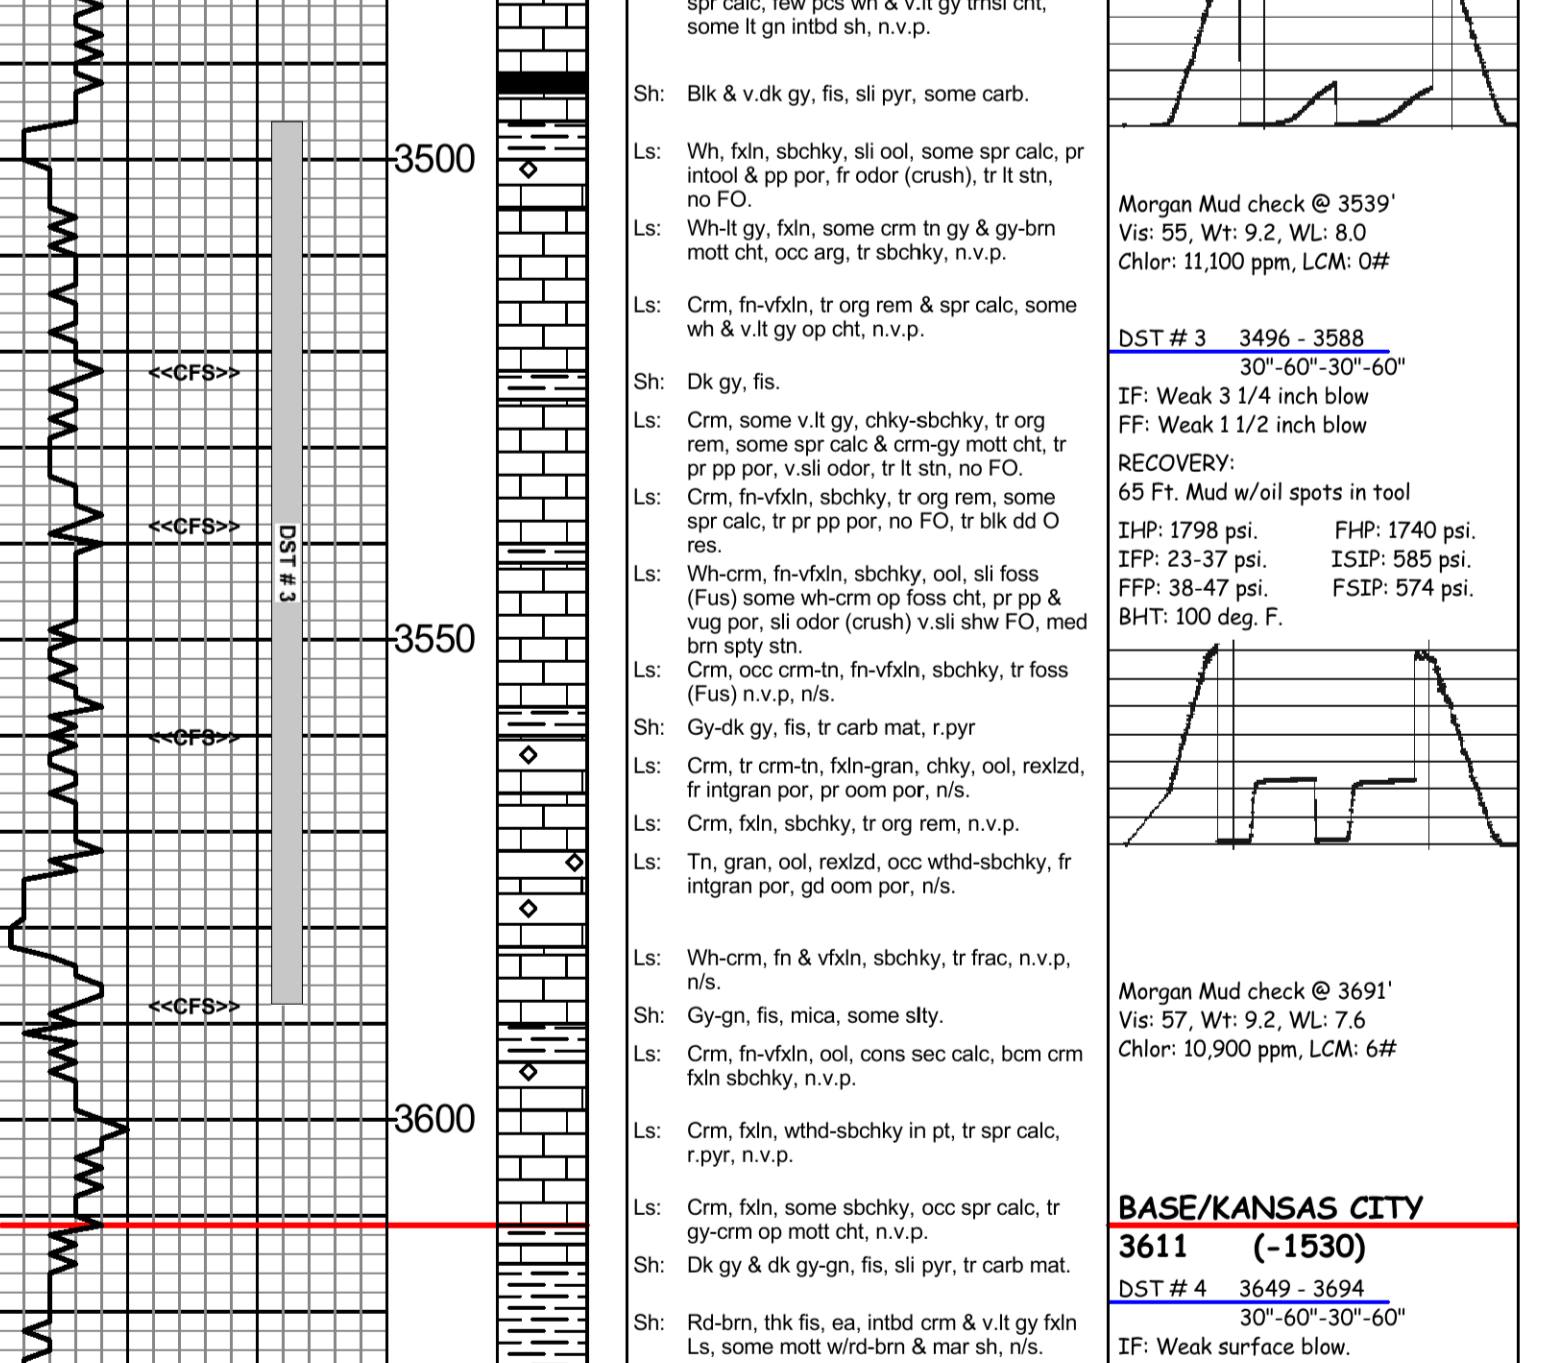 spr calc, few pcs wh & v.lt gy trnsl cht,
some lt gn intbd sh, n.v.p.
Sh: Blk & v.dk gy, fis, sli pyr, some carb.
Ls: Wh, fxln, sbchky, sli ool, some spr calc, pr
intool & pp por, fr odor (crush), tr lt stn,
no FO.
Ls: Wh-lt gy, fxln, some crm tn gy & gy-brn
mott cht, occ arg, tr sbchky, n.v.p.
Ls: Crm, fn-vfxln, tr org rem & spr calc, some
wh & v.lt gy op cht, n.v.p.
Sh: Dk gy, fis.
Ls: Crm, some v.lt gy, chky-sbchky, tr org
rem, some spr calc & crm-gy mott cht, tr
pr pp por, v.sli odor, tr lt stn, no FO.
Ls: Crm, fn-vfxln, sbchky, tr org rem, some
spr calc, tr pr pp por, no FO, tr blk dd O
res.
Ls: Wh-crm, fn-vfxln, sbchky, ool, sli foss
(Fus) some wh-crm op foss cht, pr pp &
vug por, sli odor (crush) v.sli shw FO, med
brn spty stn.
Ls: Crm, occ crm-tn, fn-vfxln, sbchky, tr foss
(Fus) n.v.p, n/s.
Sh: Gy-dk gy, fis, tr carb mat, r.pyr
Ls: Crm, tr crm-tn, fxln-gran, chky, ool, rexlzd,
fr intgran por, pr oom por, n/s.
Ls: Crm, fxln, sbchky, tr org rem, n.v.p.
Ls: Tn, gran, ool, rexlzd, occ wthd-sbchky, fr
intgran por, gd oom por, n/s.
Ls: Wh-crm, fn & vfxln, sbchky, tr frac, n.v.p,
n/s.
Sh: Gy-gn, fis, mica, some slty.
Ls: Crm, fn-vfxln, ool, cons sec calc, bcm crm
fxln sbchky, n.v.p.
Ls: Crm, fxln, wthd-sbchky in pt, tr spr calc,
r.pyr, n.v.p.
Ls: Crm, fxln, some sbchky, occ spr calc, tr
gy-crm op mott cht, n.v.p.
Sh: Dk gy & dk gy-gn, fis, sli pyr, tr carb mat.
Sh: Rd-brn, thk fis, ea, intbd crm & v.lt gy fxln
Ls, some mott w/rd-brn & mar sh, n/s.
3500
3550
3600
<<CFS>>
<<CFS>>
<<CFS>>
<<CFS>>
DST # 3
Morgan Mud check @ 3539'
Vis: 55, Wt: 9.2, WL: 8.0
Chlor: 11,100 ppm, LCM: 0#
DST # 3 3496 - 3588
30"-60"-30"-60"
IF: Weak 3 1/4 inch blow
FF: Weak 1 1/2 inch blow
RECOVERY:
65 Ft. Mud w/oil spots in tool
IHP: 1798 psi. FHP: 1740 psi.
IFP: 23-37 psi. ISIP: 585 psi.
FFP: 38-47 psi. FSIP: 574 psi.
BHT: 100 deg. F.
Morgan Mud check @ 3691'
Vis: 57, Wt: 9.2, WL: 7.6
Chlor: 10,900 ppm, LCM: 6#
BASE/KANSAS CITY
3611 (-1530)
DST # 4 3649 - 3694
30"-60"-30"-60"
IF: Weak surface blow.